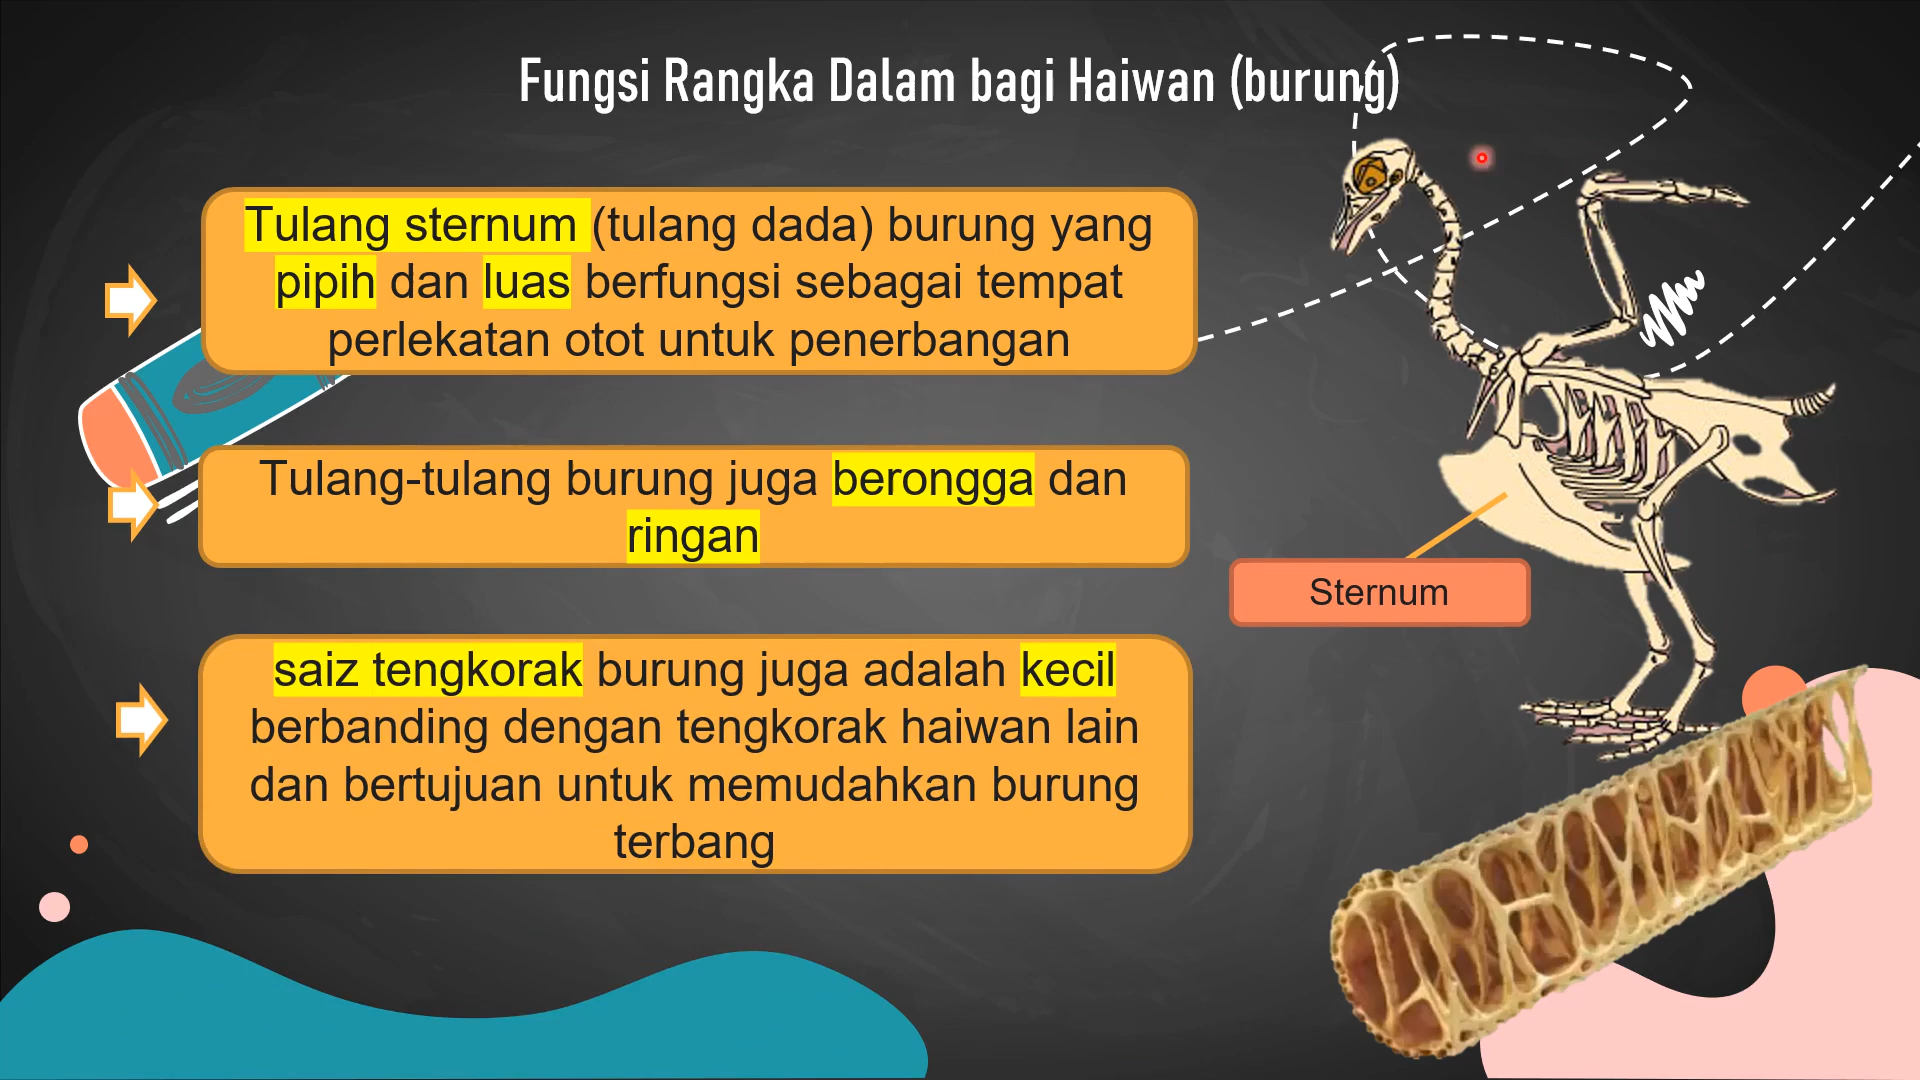 Fungsi Rangka Dalam bagi Haiwan (burung)
Tulang sternum (tulang dada) burung yang
pipih dan luas berfungsi sebagai tempat
perlekatan otot untuk penerbangan
Tulang-tulang burung juga berongga dan
ringan
Sternum
saiz tengkorak burung juga adalah kecil
berbanding dengan tengkorak haiwan lain
dan bertujuan untuk memudahkan burung
terbang